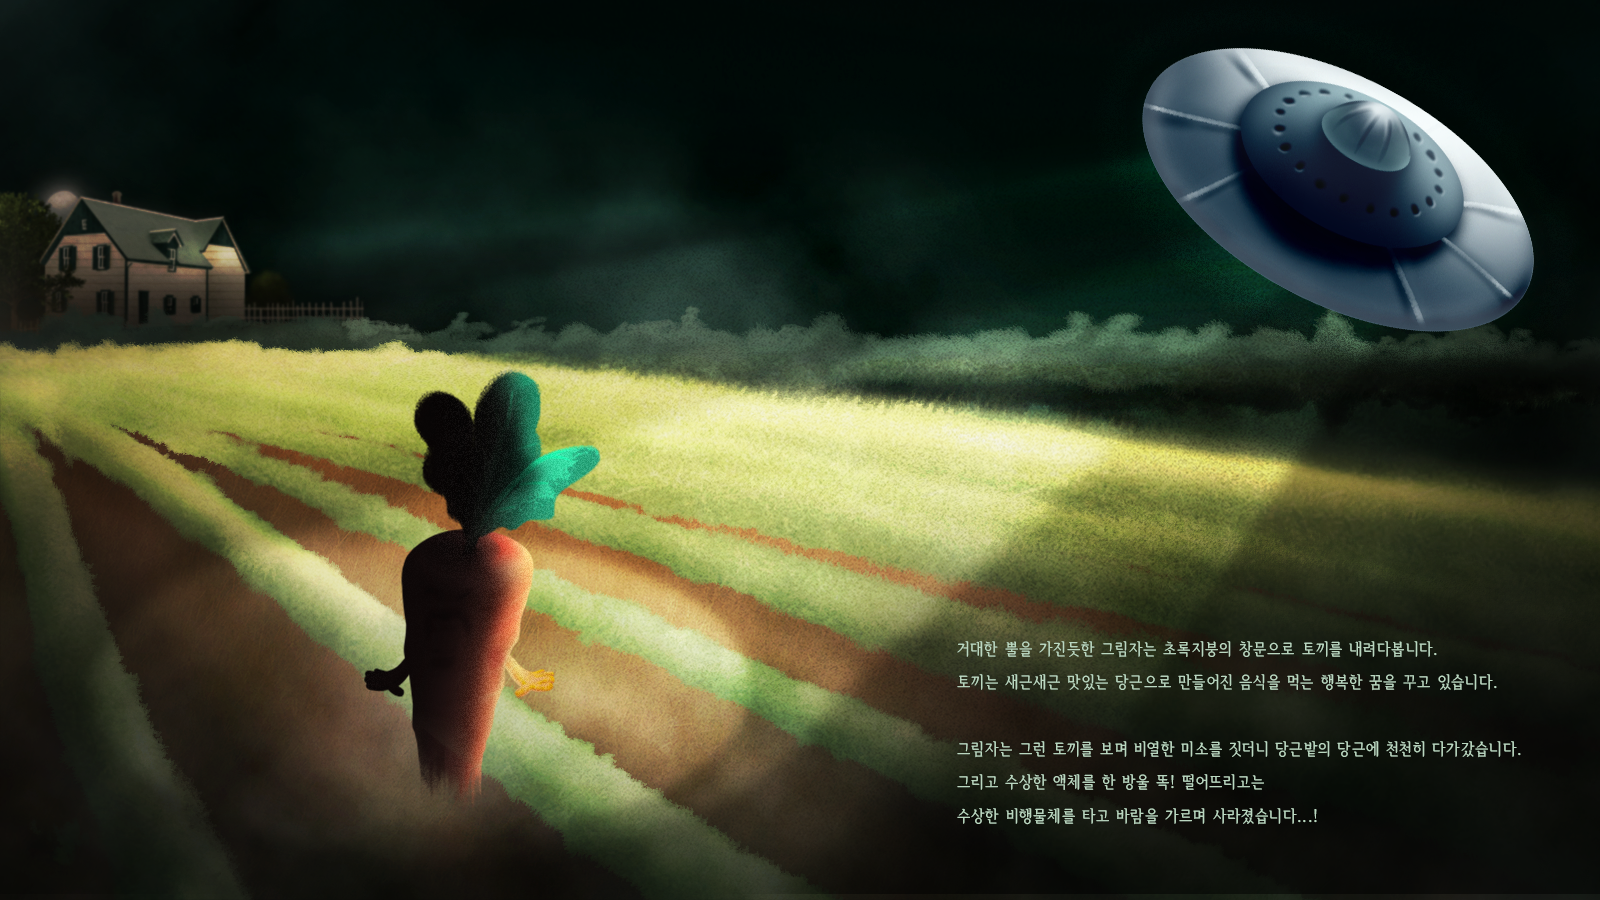 거대한 뿔을 가진듯한 그림자는 초록지붕의 창문으로 토끼를 내려다봅니다.
토끼는 새근새근 맛있는 당근으로 만들어진 음식을 먹는 행복한 꿈을 꾸고 있습니다.
그림자는 그런 토끼를 보며 비열한 미소를 짓더니 당근밭의 당근에 천천히 다가갔습니다.
그리고 수상한 액체를 한 방울 똑! 떨어뜨리고는
수상한 비행물체를 타고 바람을 가르며 사라졌습니다...!